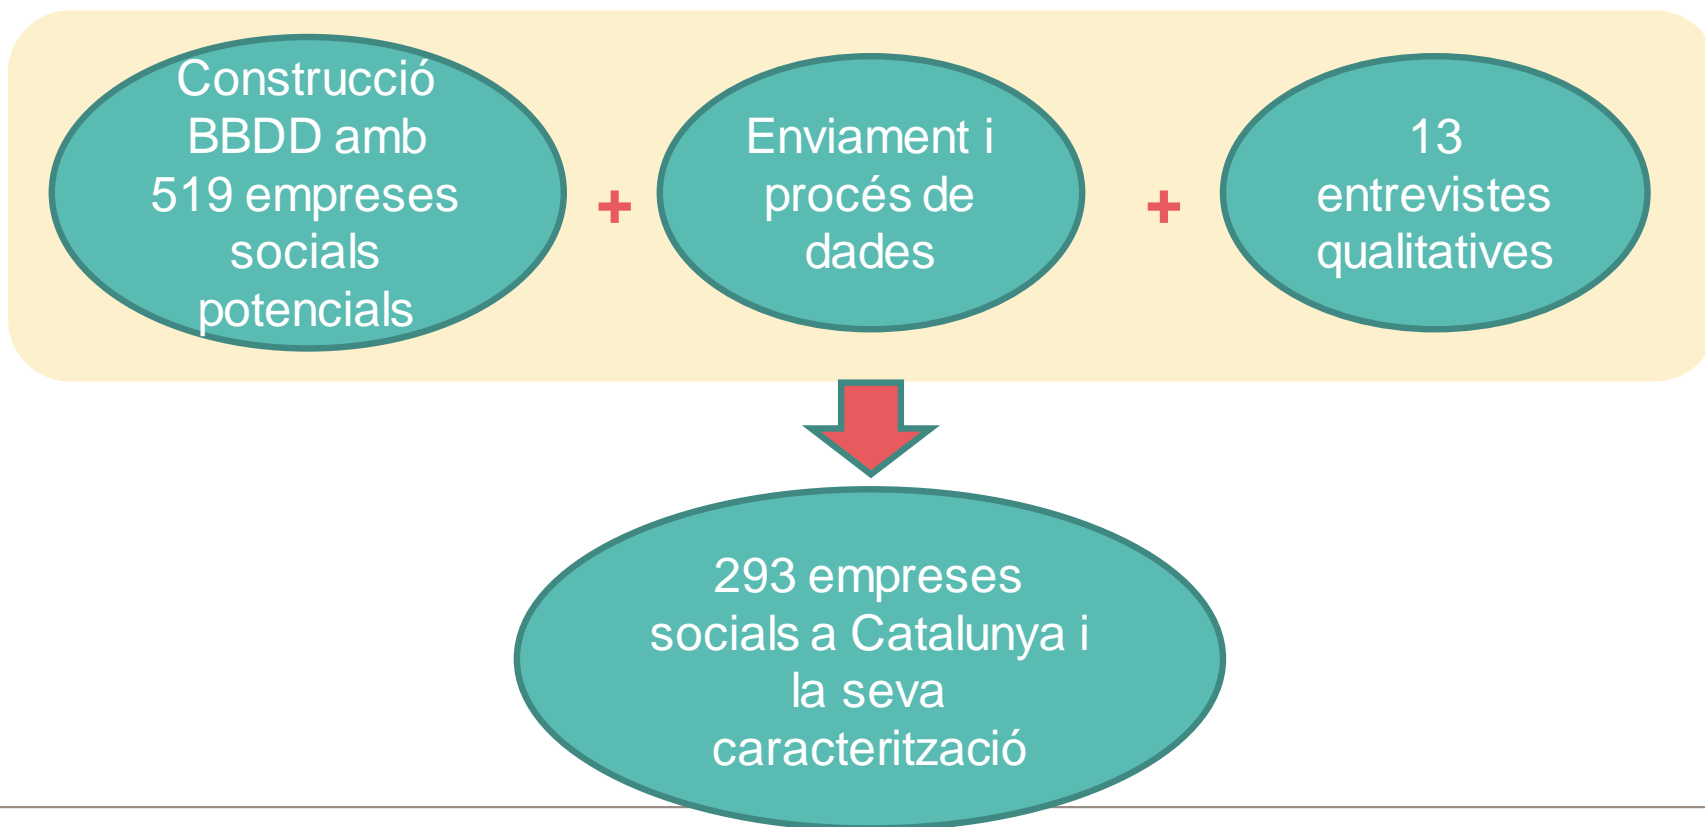 Construcció
BBDD amb
519 empreses
socials
potencials
+
Enviament i
procés de
dades
+
13
entrevistes
qualitatives
293 empreses
socials a Catalunya i
la seva
caracterització